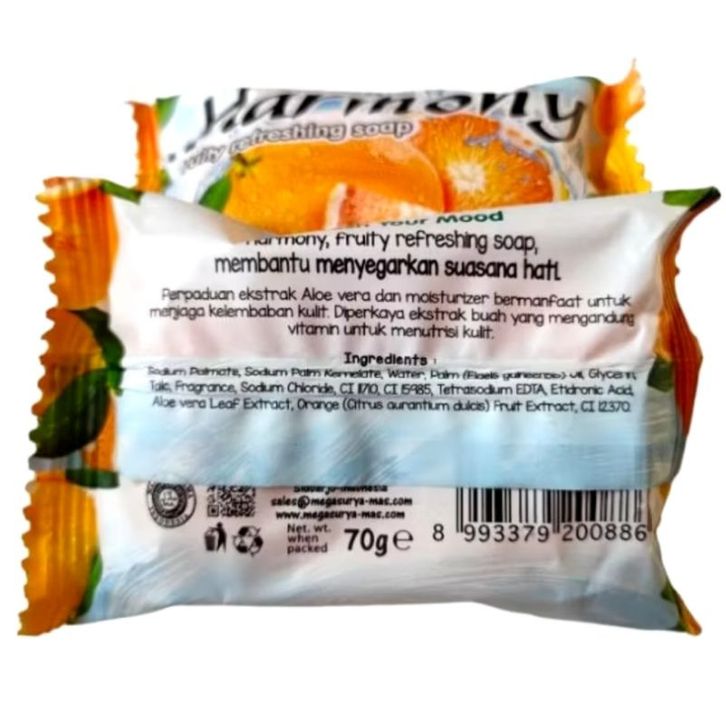 Harmony
fruity refreshing soap
Your Mood
Harmony, fruity refreshing soap,
membantu menyegarkan suasana hati.
Perpaduan ekstrak Aloe vera dan moisturizer bermanfaat untuk
menjaga kelembaban kulit. Diperkaya ekstrak buah yang mengandung
vitamin untuk menutrisi kulit.
Ingredients :
Sodium Palmate, Sodium Palm Kernelate, Water, Palm (Elaeis guineensis) Oil, Glycerin,
Talc, Fragrance, Sodium Chloride, CI 11710, CI 15985, Tetrasodium EDTA, Etidronic Acid,
Aloe vera Leaf Extract, Orange (Citrus aurantium dulcis) Fruit Extract, CI 12370.
Sidoarjo-Indonesia
sales@megasurya-mas.com
www.megasurya-mas.com
Net. wt.
when
packed
70g e
8 993379 200886